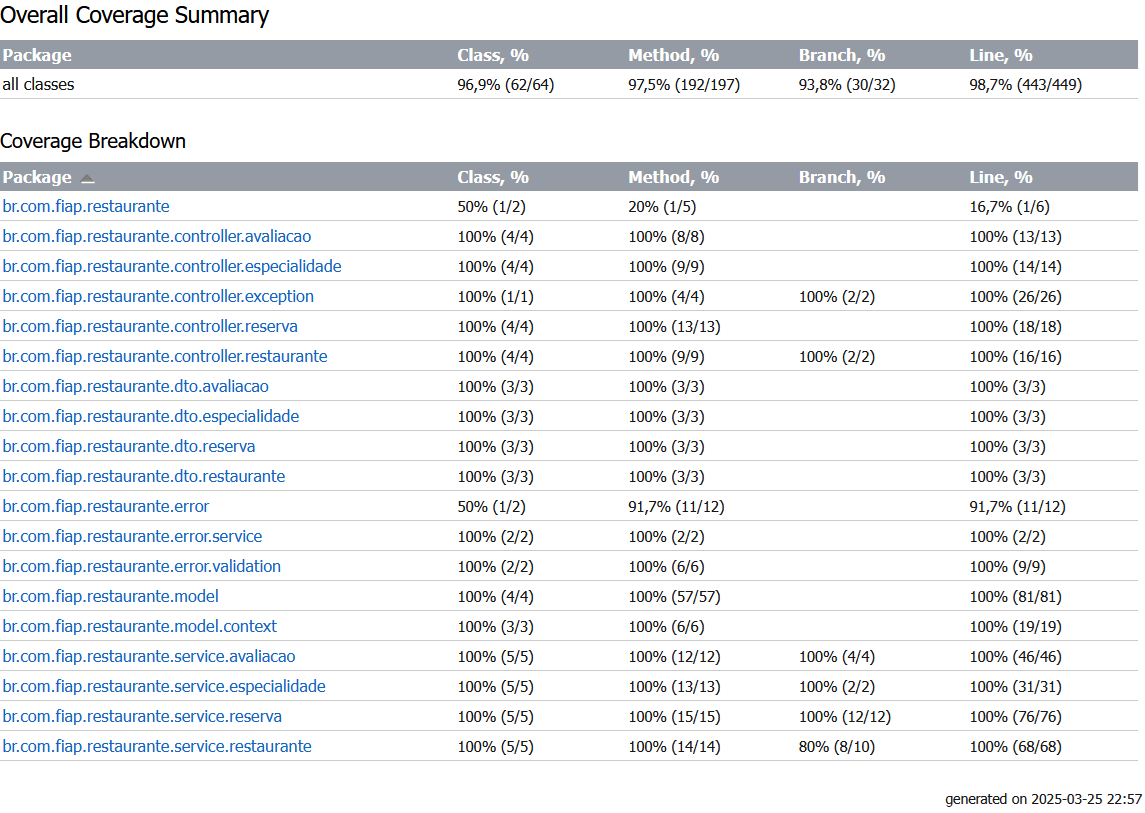 Overall Coverage Summary
Package Class, % Method, % Branch, % Line, %
all classes 96,9% (62/64) 97,5% (192/197) 93,8% (30/32) 98,7% (443/449)
Coverage Breakdown
Package Class, % Method, % Branch, % Line, %
br.com.fiap.restaurante 50% (1/2) 20% (1/5) 16,7% (1/6)
br.com.fiap.restaurante.controller.avaliacao 100% (4/4) 100% (8/8) 100% (13/13)
br.com.fiap.restaurante.controller.especialidade 100% (4/4) 100% (9/9) 100% (14/14)
br.com.fiap.restaurante.controller.exception 100% (1/1) 100% (4/4) 100% (2/2) 100% (26/26)
br.com.fiap.restaurante.controller.reserva 100% (4/4) 100% (13/13) 100% (18/18)
br.com.fiap.restaurante.controller.restaurante 100% (4/4) 100% (9/9) 100% (2/2) 100% (16/16)
br.com.fiap.restaurante.dto.avaliacao 100% (3/3) 100% (3/3) 100% (3/3)
br.com.fiap.restaurante.dto.especialidade 100% (3/3) 100% (3/3) 100% (3/3)
br.com.fiap.restaurante.dto.reserva 100% (3/3) 100% (3/3) 100% (3/3)
br.com.fiap.restaurante.dto.restaurante 100% (3/3) 100% (3/3) 100% (3/3)
br.com.fiap.restaurante.error 50% (1/2) 91,7% (11/12) 91,7% (11/12)
br.com.fiap.restaurante.error.service 100% (2/2) 100% (2/2) 100% (2/2)
br.com.fiap.restaurante.error.validation 100% (2/2) 100% (6/6) 100% (9/9)
br.com.fiap.restaurante.model 100% (4/4) 100% (57/57) 100% (81/81)
br.com.fiap.restaurante.model.context 100% (3/3) 100% (6/6) 100% (19/19)
br.com.fiap.restaurante.service.avaliacao 100% (5/5) 100% (12/12) 100% (4/4) 100% (46/46)
br.com.fiap.restaurante.service.especialidade 100% (5/5) 100% (13/13) 100% (2/2) 100% (31/31)
br.com.fiap.restaurante.service.reserva 100% (5/5) 100% (15/15) 100% (12/12) 100% (76/76)
br.com.fiap.restaurante.service.restaurante 100% (5/5) 100% (14/14) 80% (8/10) 100% (68/68)
generated on 2025-03-25 22:57